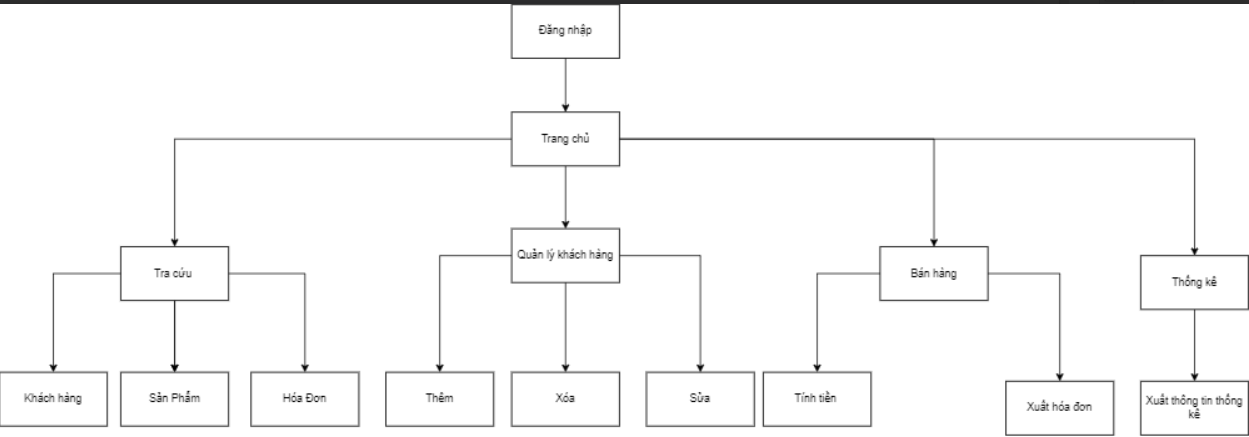 Đăng nhập
Trang chủ
Tra cứu
Quản lý khách hàng
Bán hàng
Thống kê
Khách hàng
Sản Phẩm
Hóa Đơn
Thêm
Xóa
Sửa
Tính tiền
Xuất hóa đơn
Xuất thông tin thống
kê